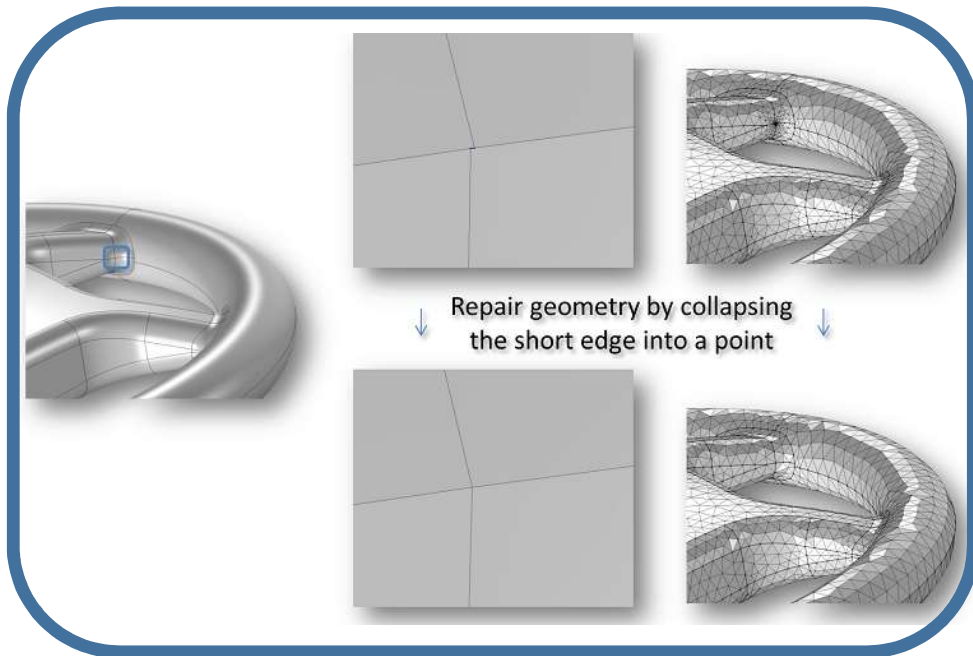 Repair geometry by collapsing
the short edge into a point